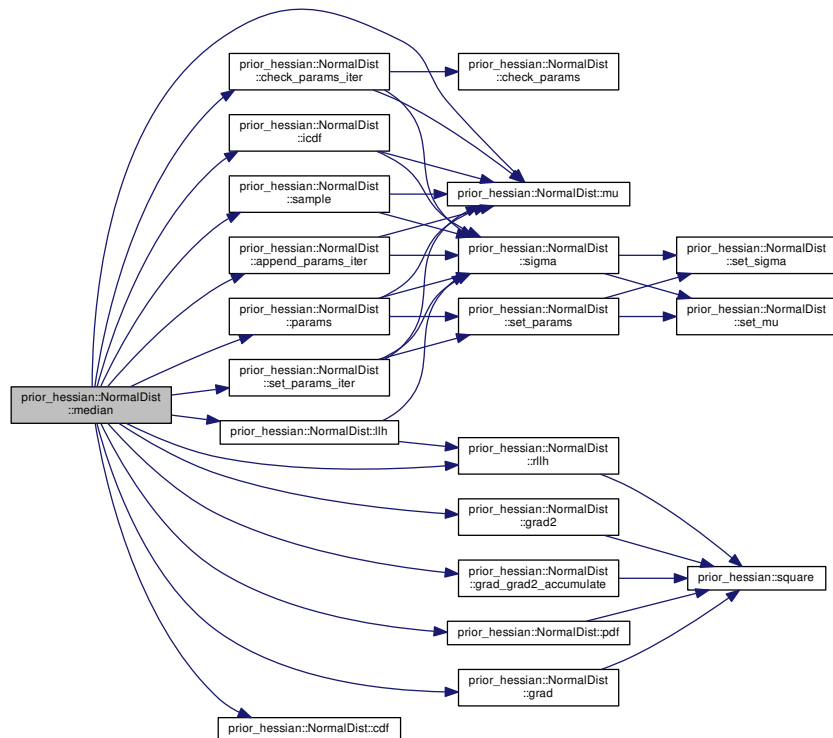 prior_hessian::NormalDist
::check_params_iter
prior_hessian::NormalDist
::check_params
prior_hessian::NormalDist
::icdf
prior_hessian::NormalDist
::sample
prior_hessian::NormalDist::mu
prior_hessian::NormalDist
::append_params_iter
prior_hessian::NormalDist
::sigma
prior_hessian::NormalDist
::set_sigma
prior_hessian::NormalDist
::params
prior_hessian::NormalDist
::set_params
prior_hessian::NormalDist
::set_mu
prior_hessian::NormalDist
::set_params_iter
prior_hessian::NormalDist
::median
prior_hessian::NormalDist::llh
prior_hessian::NormalDist
::rllh
prior_hessian::NormalDist
::grad2
prior_hessian::NormalDist
::grad_grad2_accumulate
prior_hessian::square
prior_hessian::NormalDist::pdf
prior_hessian::NormalDist
::grad
prior_hessian::NormalDist::cdf